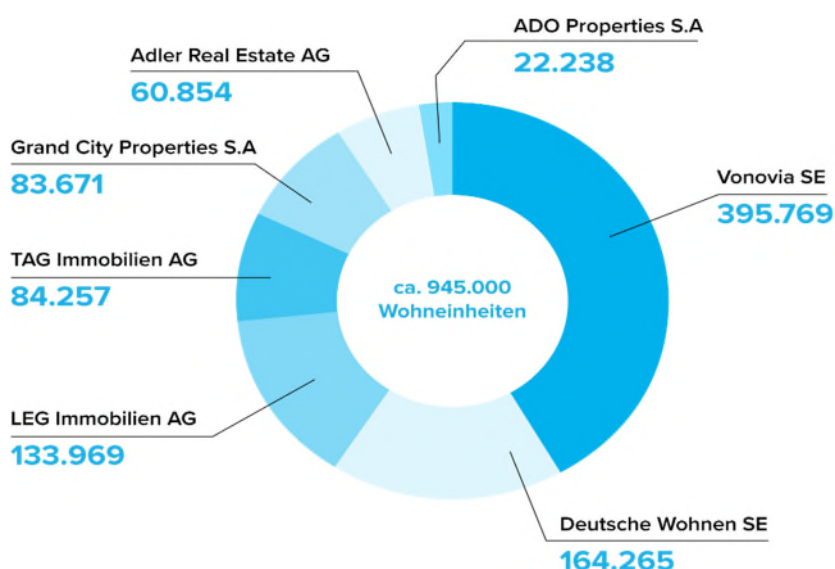 ADO Properties S.A
22.238
Adler Real Estate AG
60.854
Grand City Properties S.A
83.671
Vonovia SE
395.769
TAG Immobilien AG
84.257
ca. 945.000
Wohneinheiten
LEG Immobilien AG
133.969
Deutsche Wohnen SE
164.265